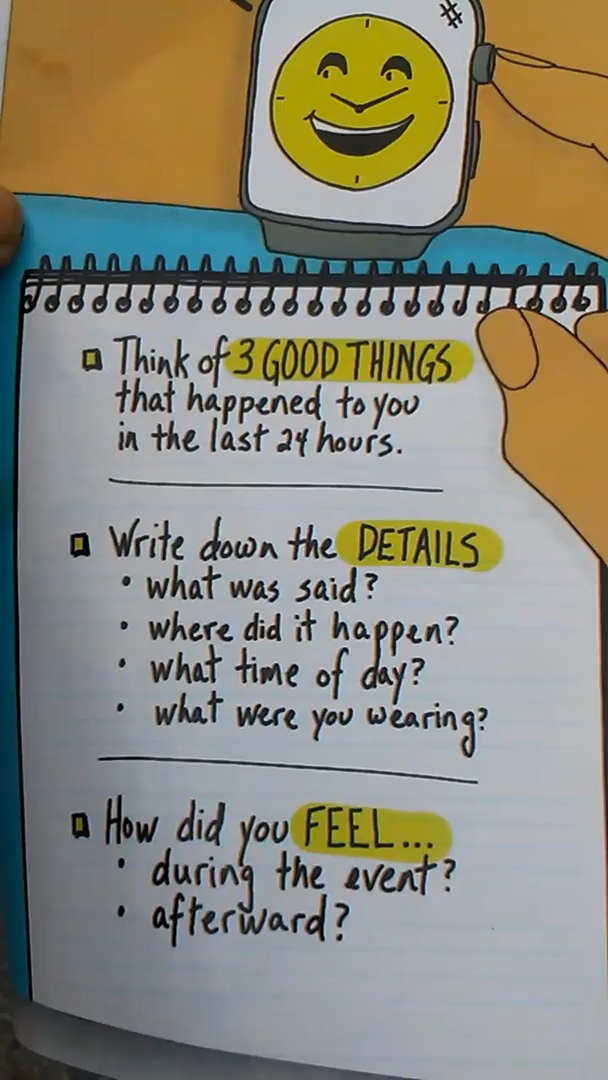 Think of 3 GOOD THINGS
that happened to you
in the last 24 hours.
Write down the DETAILS
• what was said?
• where did it happen?
• what time of day?
• what were you wearing?
How did you FEEL...
• during the event?
• afterward?